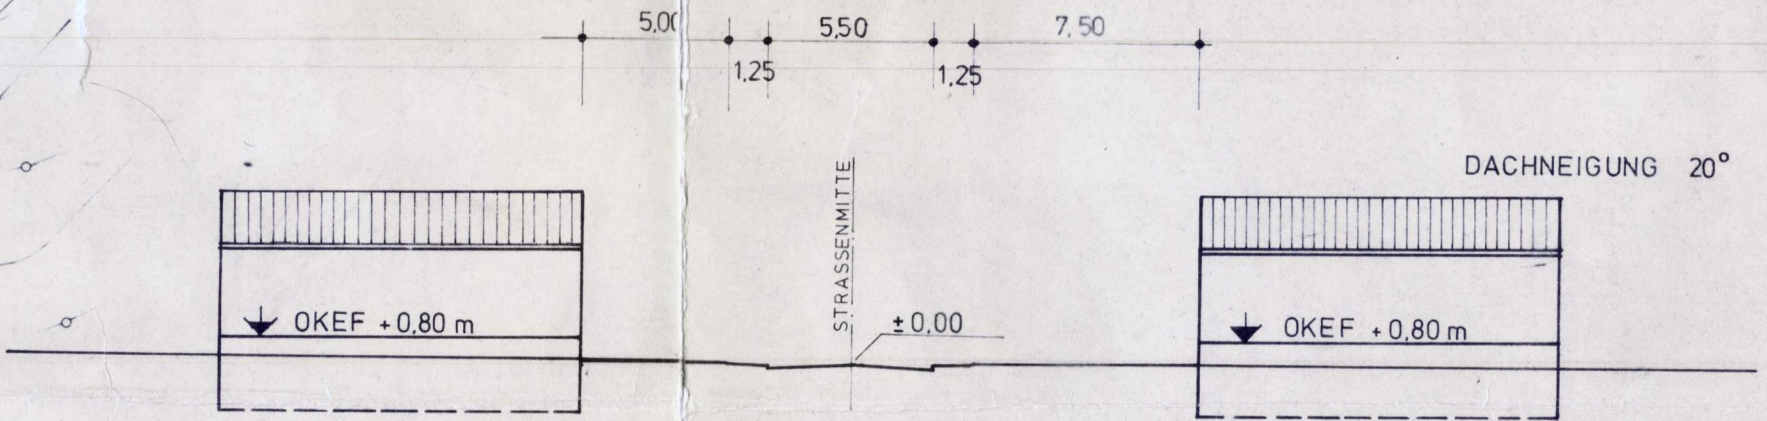 5,00 5,50 7,50
1,25 1,25
DACHNEIGUNG 20°
STRASSENMITTE
OKEF +0,80 m ±0,00 OKEF +0,80 m